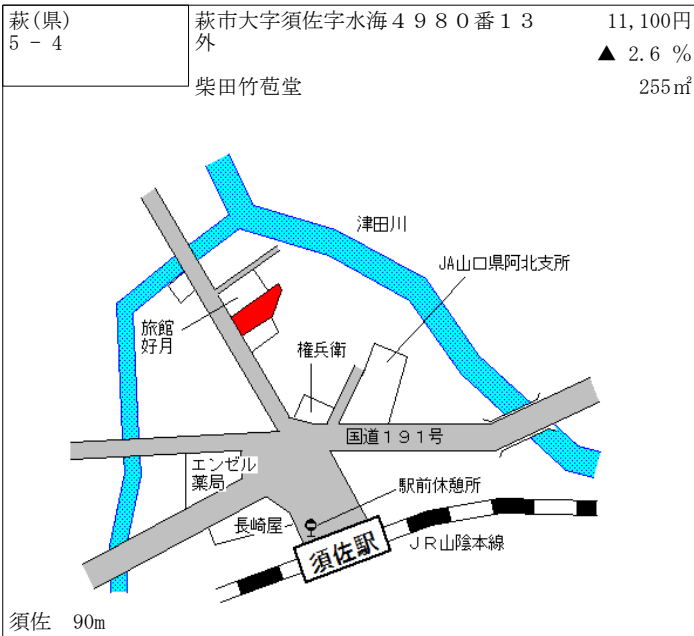 萩(県)
5 - 4
萩市大字須佐字水海４９８０番１３
外
11,100円
▲ 2.6 %
柴田竹苞堂
255㎡
津田川
JA山口県阿北支所
旅館
好月
権兵衛
国道１９１号
エンゼル
薬局
駅前休憩所
長崎屋
須佐駅
ＪＲ山陰本線
須佐 90m